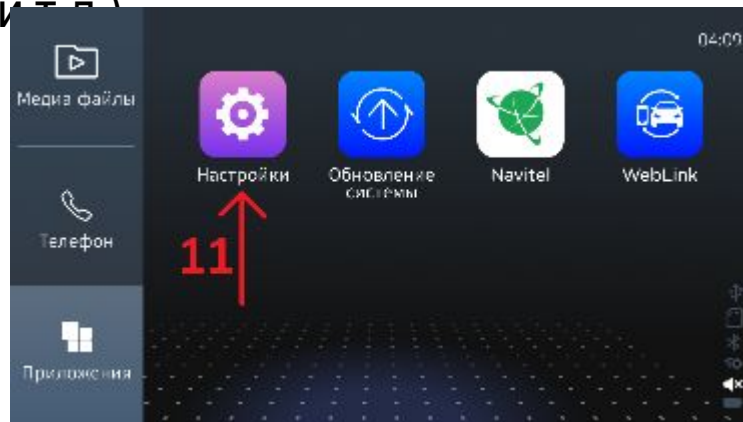 и т.д.)
04:09
Медиа файлы
Настройки
Обновление
системы
Navitel
WebLink
Телефон
11
Приложения